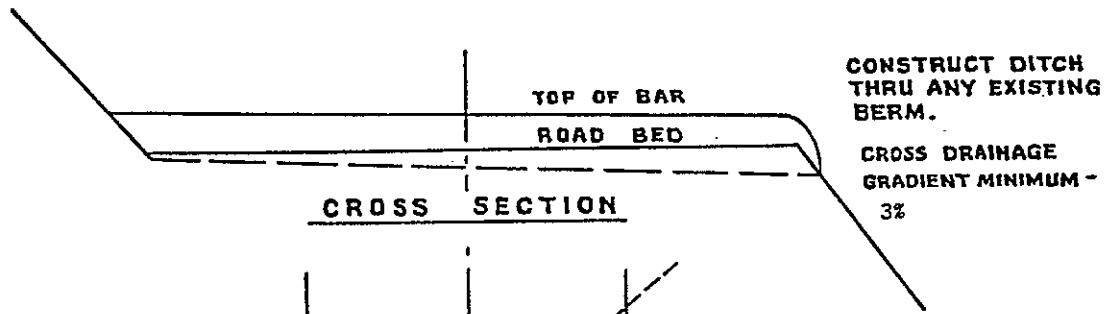 TOP OF BAR
ROAD BED
CROSS SECTION
CONSTRUCT DITCH
THRU ANY EXISTING
BERM.
CROSS DRAINAGE
GRADIENT MINIMUM -
3%